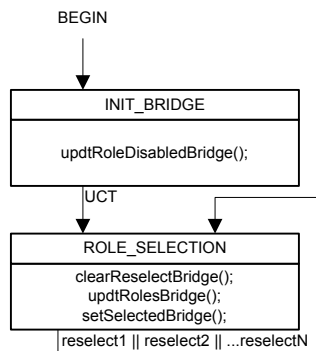 BEGIN
INIT_BRIDGE
updtRoleDisabledBridge();
UCT
ROLE_SELECTION
clearReselectBridge();
updtRolesBridge();
setSelectedBridge();
reselect1 || reselect2 || ...reselectN